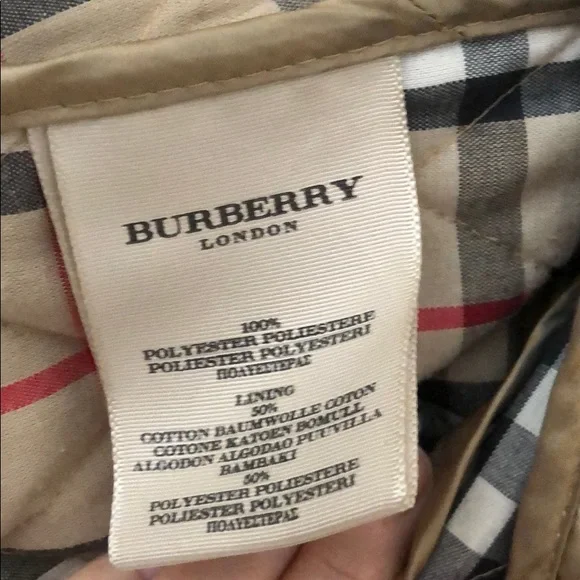 BURBERRY
LONDON
100%
POLYESTER POLIESTERE
POLIESTER POLYESTERI
ΠΟΛΥΕΣΤΕΡΑΣ
LINING
50%
COTTON BAUMWOLLE COTON
COTONE KATOEN BOMULL
ALGODON ALGODAO PUUVILLA
BAMBAKI
50%
POLYESTER POLIESTERE
POLIESTER POLYESTERI
ΠΟΛΥΕΣΤΕΡΑΣ